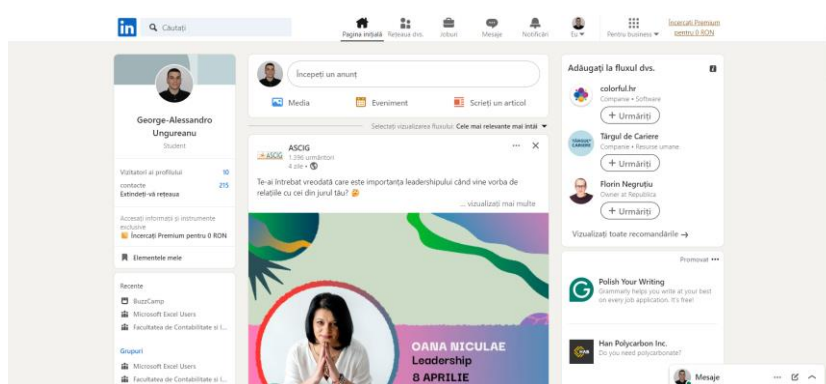 in
Căutați
Pagina inițială
Rețeaua dvs.
Joburi
Mesaje
Notificări
Eu
Pentru business
Încercați Premium
pentru 0 RON
George-Alessandro
Ungureanu
Student
Vizitatori ai profilului 10
contacte 215
Extindeți-vă rețeaua
Accesați informații și instrumente
exclusive
Încercați Premium pentru 0 RON
Elementele mele
Recente
BuzzCamp
Microsoft Excel Users
Facultatea de Contabilitate si I...
Grupuri
Microsoft Excel Users
Facultatea de Contabilitate si I...
Începeți un anunț
Media
Eveniment
Scrieți un articol
Selectați vizualizarea fluxului: Cele mai relevante mai întâi
ASCIG
ASCIG
1.396 urmăritori
4 zile •
Te-ai întrebat vreodată care este importanța leadershipului când vine vorba de
relațiile cu cei din jurul tău?
... vizualizați mai multe
OANA NICULAE
Leadership
8 APRILIE
Adăugați la fluxul dvs.
colorful.hr
Companie • Software
+ Urmăriți
Târgul de Cariere
Companie • Resurse umane
+ Urmăriți
Florin Negruțiu
Owner at Republica
+ Urmăriți
Vizualizați toate recomandările →
Promovat •••
Polish Your Writing
Grammarly helps you write at your best
on every job application. It's free!
Han Polycarbon Inc.
Do you need polycarbonate?
Mesaje